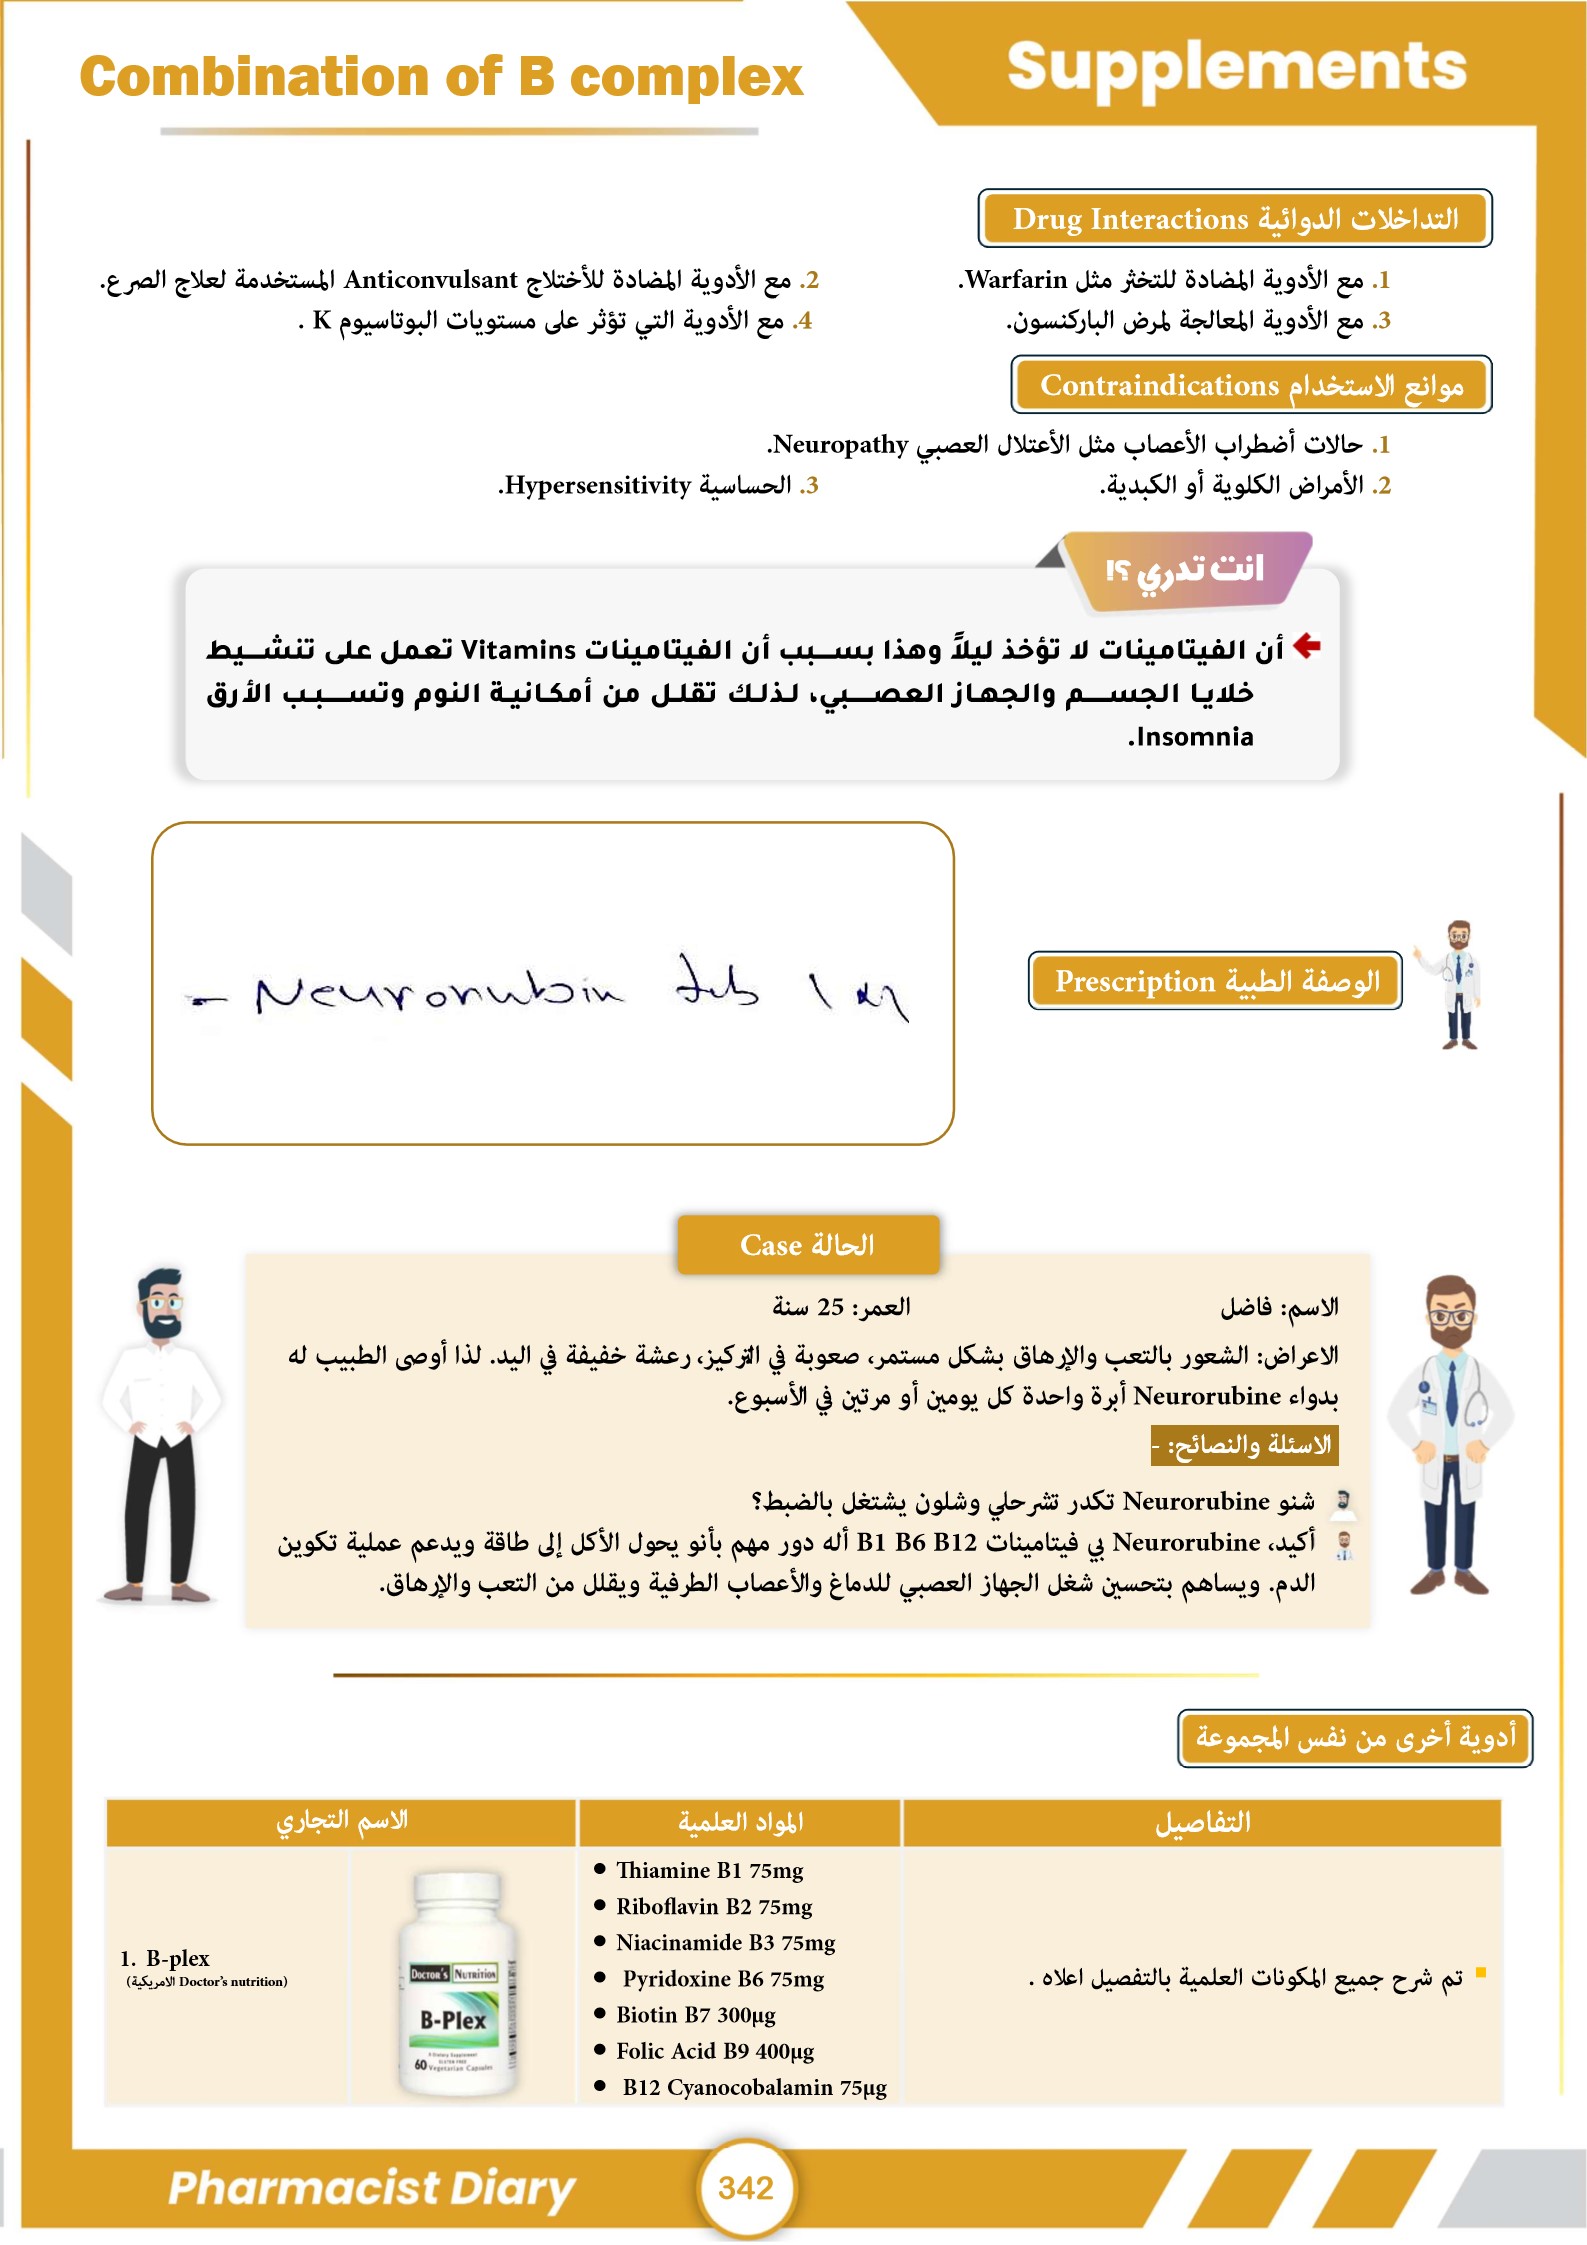 Combination of B complex
Supplements
التداخلات الدوائية Drug Interactions
1. مع الأدوية المضادة للتخثر مثل Warfarin.
2. مع الأدوية المضادة للأختلاج Anticonvulsant المستخدمة لعلاج الصرع.
3. مع الأدوية المعالجة لمرض الباركنسون.
4. مع الأدوية التي تؤثر على مستويات البوتاسيوم K .
موانع الاستخدام Contraindications
1. حالات أضطراب الأعصاب مثل الأعتلال العصبي Neuropathy.
2. الأمراض الكلوية أو الكبدية.
3. الحساسية Hypersensitivity.
انت تدري ؟!
أن الفيتامينات لا تؤخذ ليلاً وهذا بسبب أن الفيتامينات Vitamins تعمل على تنشيط
خلايا الجسم والجهاز العصبي، لذلك تقلل من أمكانية النوم وتسبب الأرق
Insomnia.
الوصفة الطبية Prescription
- Neurorubin tab 1x1
الحالة Case
الاسم: فاضل
العمر: 25 سنة
الاعراض: الشعور بالتعب والإرهاق بشكل مستمر، صعوبة في التركيز، رعشة خفيفة في اليد. لذا أوصى الطبيب له
بدواء Neurorubine أبرة واحدة كل يومين أو مرتين في الأسبوع.
الاسئلة والنصائح: -
شنو Neurorubine تكدر تشرحلي وشلون يشتغل بالضبط؟
أكيد، Neurorubine بي فيتامينات B1 B6 B12 أله دور مهم بأنو يحول الأكل إلى طاقة ويدعم عملية تكوين
الدم. ويساهم بتحسين شغل الجهاز العصبي للدماغ والأعصاب الطرفية ويقلل من التعب والإرهاق.
أدوية أخرى من نفس المجموعة
الاسم التجاري
المواد العلمية
التفاصيل
1. B-plex
(Doctor's nutrition الامريكية)
DOCTOR'S NUTRITION
B-Plex
A Dietary Supplement
GLUTEN FREE
60 Vegetarian Capsules
• Thiamine B1 75mg
• Riboflavin B2 75mg
• Niacinamide B3 75mg
• Pyridoxine B6 75mg
• Biotin B7 300µg
• Folic Acid B9 400µg
• B12 Cyanocobalamin 75µg
تم شرح جميع المكونات العلمية بالتفصيل اعلاه .
Pharmacist Diary
342